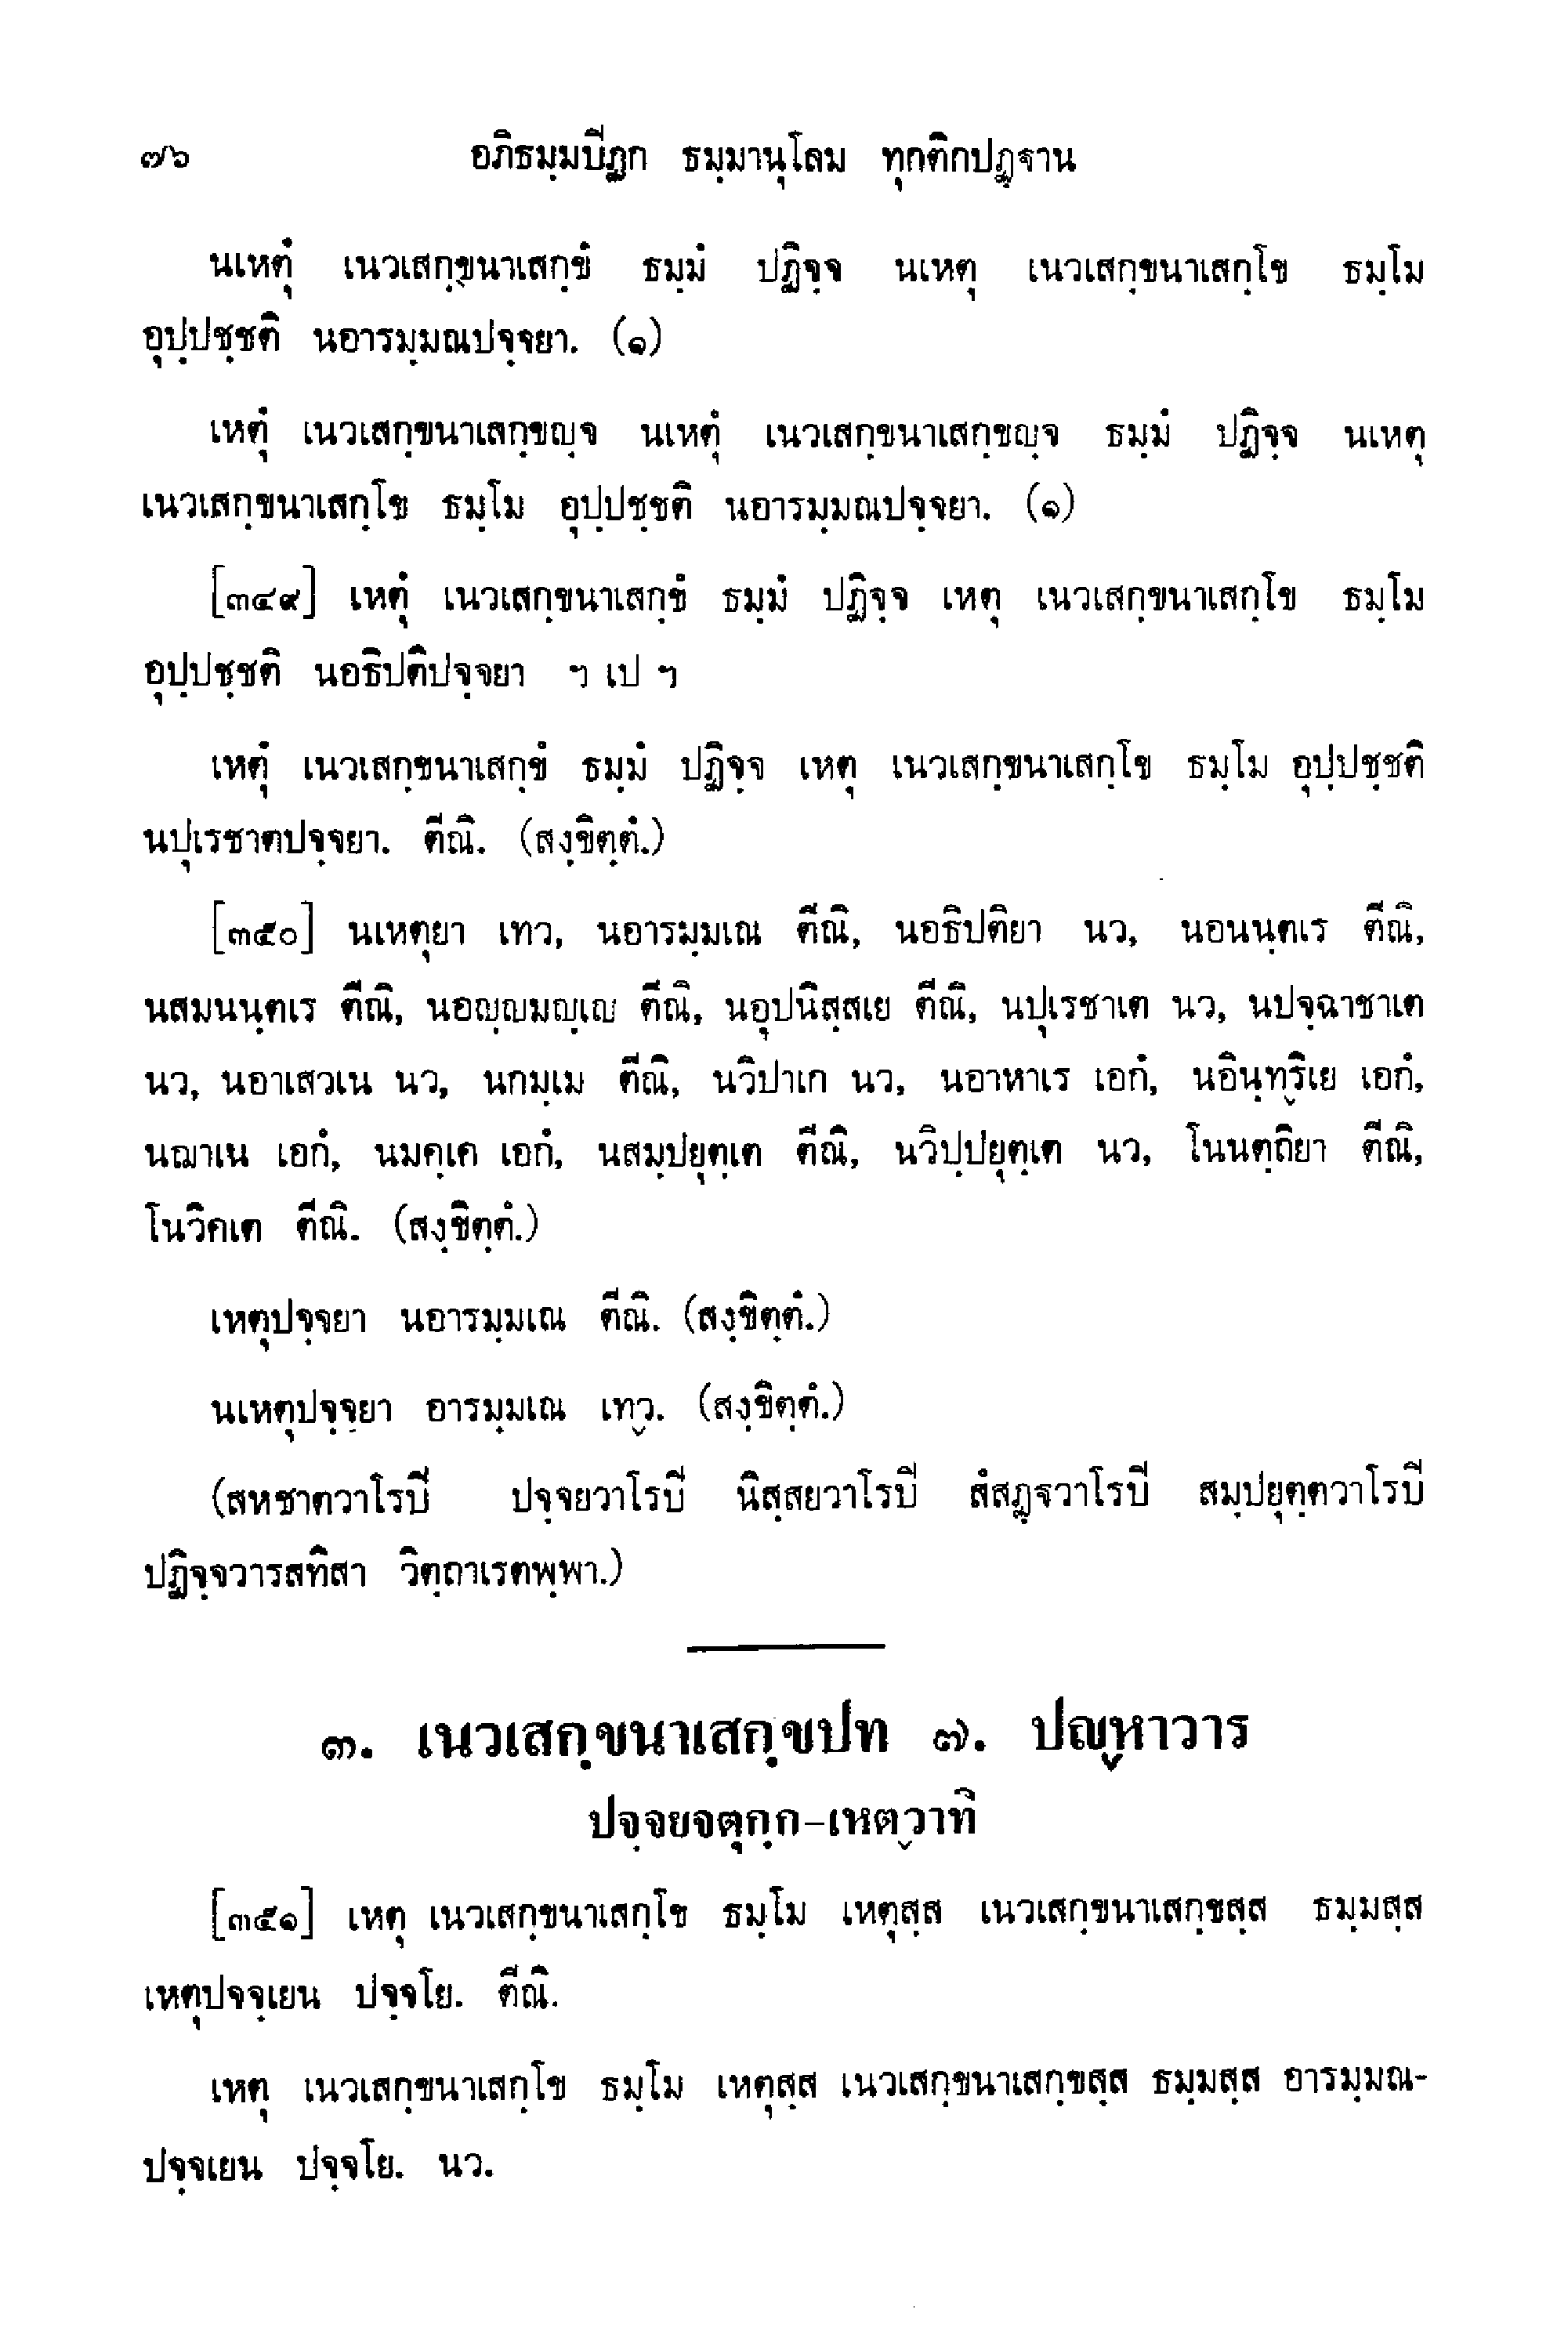 ๗๖ อภิธมฺมปิฏก ธมฺมานุโลม ทุกติกปฏฺฐาน
นเหตุํ เนวเสกฺขนาเสกฺขํ ธมฺมํ ปฏิจฺจ นเหตุ เนวเสกฺขนาเสกฺโข ธมฺโม
อุปฺปชฺชติ นอารมฺมณปจฺจยา. (๑)
เหตุํ เนวเสกฺขนาเสกฺขญฺจ นเหตุํ เนวเสกฺขนาเสกฺขญฺจ ธมฺมํ ปฏิจฺจ นเหตุ
เนวเสกฺขนาเสกฺโข ธมฺโม อุปฺปชฺชติ นอารมฺมณปจฺจยา. (๑)
[๓๔๙] เหตุํ เนวเสกฺขนาเสกฺขํ ธมฺมํ ปฏิจฺจ เหตุ เนวเสกฺขนาเสกฺโข ธมฺโม
อุปฺปชฺชติ นอธิปติปจฺจยา ฯ เป ฯ
เหตุํ เนวเสกฺขนาเสกฺขํ ธมฺมํ ปฏิจฺจ เหตุ เนวเสกฺขนาเสกฺโข ธมฺโม อุปฺปชฺชติ
นปุเรชาตปจฺจยา. ตีณิ. (สงฺขิตฺตํ.)
[๓๕๐] นเหตุยา เทว, นอารมฺมเณ ตีณิ, นอธิปติยา นว, นอนนฺตเร ตีณิ,
นสมนนฺตเร ตีณิ, นอญฺญมญฺเญ ตีณิ, นอุปนิสฺสเย ตีณิ, นปุเรชาเต นว, นปจฺฉาชาเต
นว, นอาเสวเน นว, นกมฺเม ตีณิ, นวิปาเก นว, นอาหาเร เอกํ, นอินฺทฺริเย เอกํ,
นฌาเน เอกํ, นมคฺเค เอกํ, นสมฺปยุตฺเต ตีณิ, นวิปฺปยุตฺเต นว, โนนตฺถิยา ตีณิ,
โนวิคเต ตีณิ. (สงฺขิตฺตํ.)
เหตุปจฺจยา นอารมฺมเณ ตีณิ. (สงฺขิตฺตํ.)
นเหตุปจฺจยา อารมฺมเณ เทฺว. (สงฺขิตฺตํ.)
(สหชาตวาโรปิ ปจฺจยวาโรปิ นิสฺสยวาโรปิ สํสฏฺฐวาโรปิ สมฺปยุตฺตวาโรปิ
ปฏิจฺจวารสทิสา วิตฺถาเรตพฺพา.)
๓. เนวเสกฺขนาเสกฺขปท ๗. ปญฺหาวาร
ปจฺจยจตุกฺก-เหตฺวาทิ
[๓๕๑] เหตุ เนวเสกฺขนาเสกฺโข ธมฺโม เหตุสฺส เนวเสกฺขนาเสกฺขสฺส ธมฺมสฺส
เหตุปจฺจเยน ปจฺจโย. ตีณิ.
เหตุ เนวเสกฺขนาเสกฺโข ธมฺโม เหตุสฺส เนวเสกฺขนาเสกฺขสฺส ธมฺมสฺส อารมฺมณ-
ปจฺจเยน ปจฺจโย. นว.